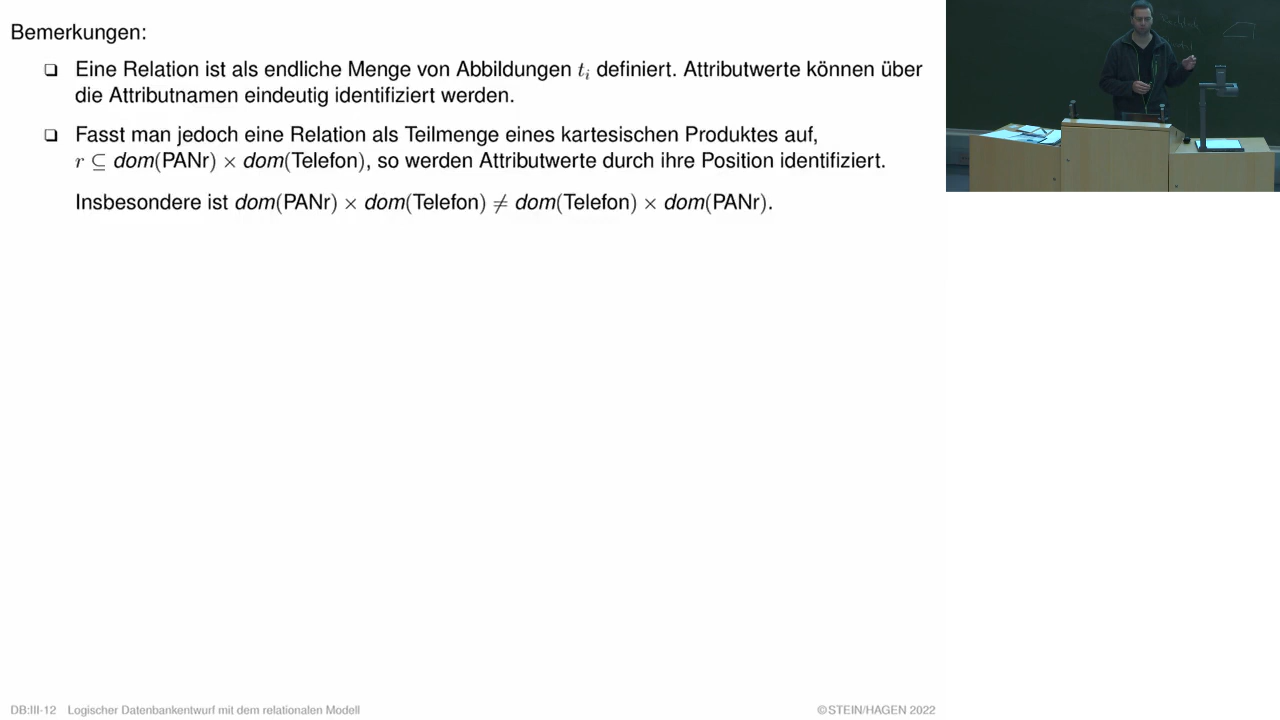 Bemerkungen:
❑ Eine Relation ist als endliche Menge von Abbildungen tᵢ definiert. Attributwerte können über
die Attributnamen eindeutig identifiziert werden.
❑ Fasst man jedoch eine Relation als Teilmenge eines kartesischen Produktes auf,
r ⊆ dom(PANr) × dom(Telefon), so werden Attributwerte durch ihre Position identifiziert.
Insbesondere ist dom(PANr) × dom(Telefon) ≠ dom(Telefon) × dom(PANr).
DB:III-12 Logischer Datenbankentwurf mit dem relationalen Modell
©STEIN/HAGEN 2022